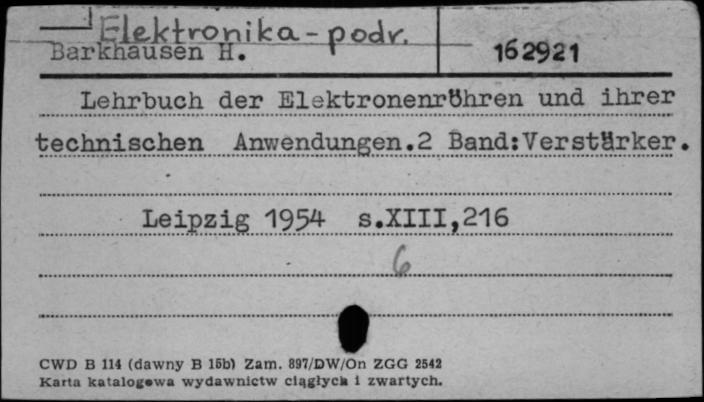 Elektronika - podr.
Barkhausen H. 162921
Lehrbuch der Elektronenröhren und ihrer
technischen Anwendungen.2 Band:Verstärker.
Leipzig 1954 s.XIII,216
6
CWD B 114 (dawny B 15b) Zam. 897/DW/On ZGG 2542
Karta katalogowa wydawnictw ciągłych i zwartych.